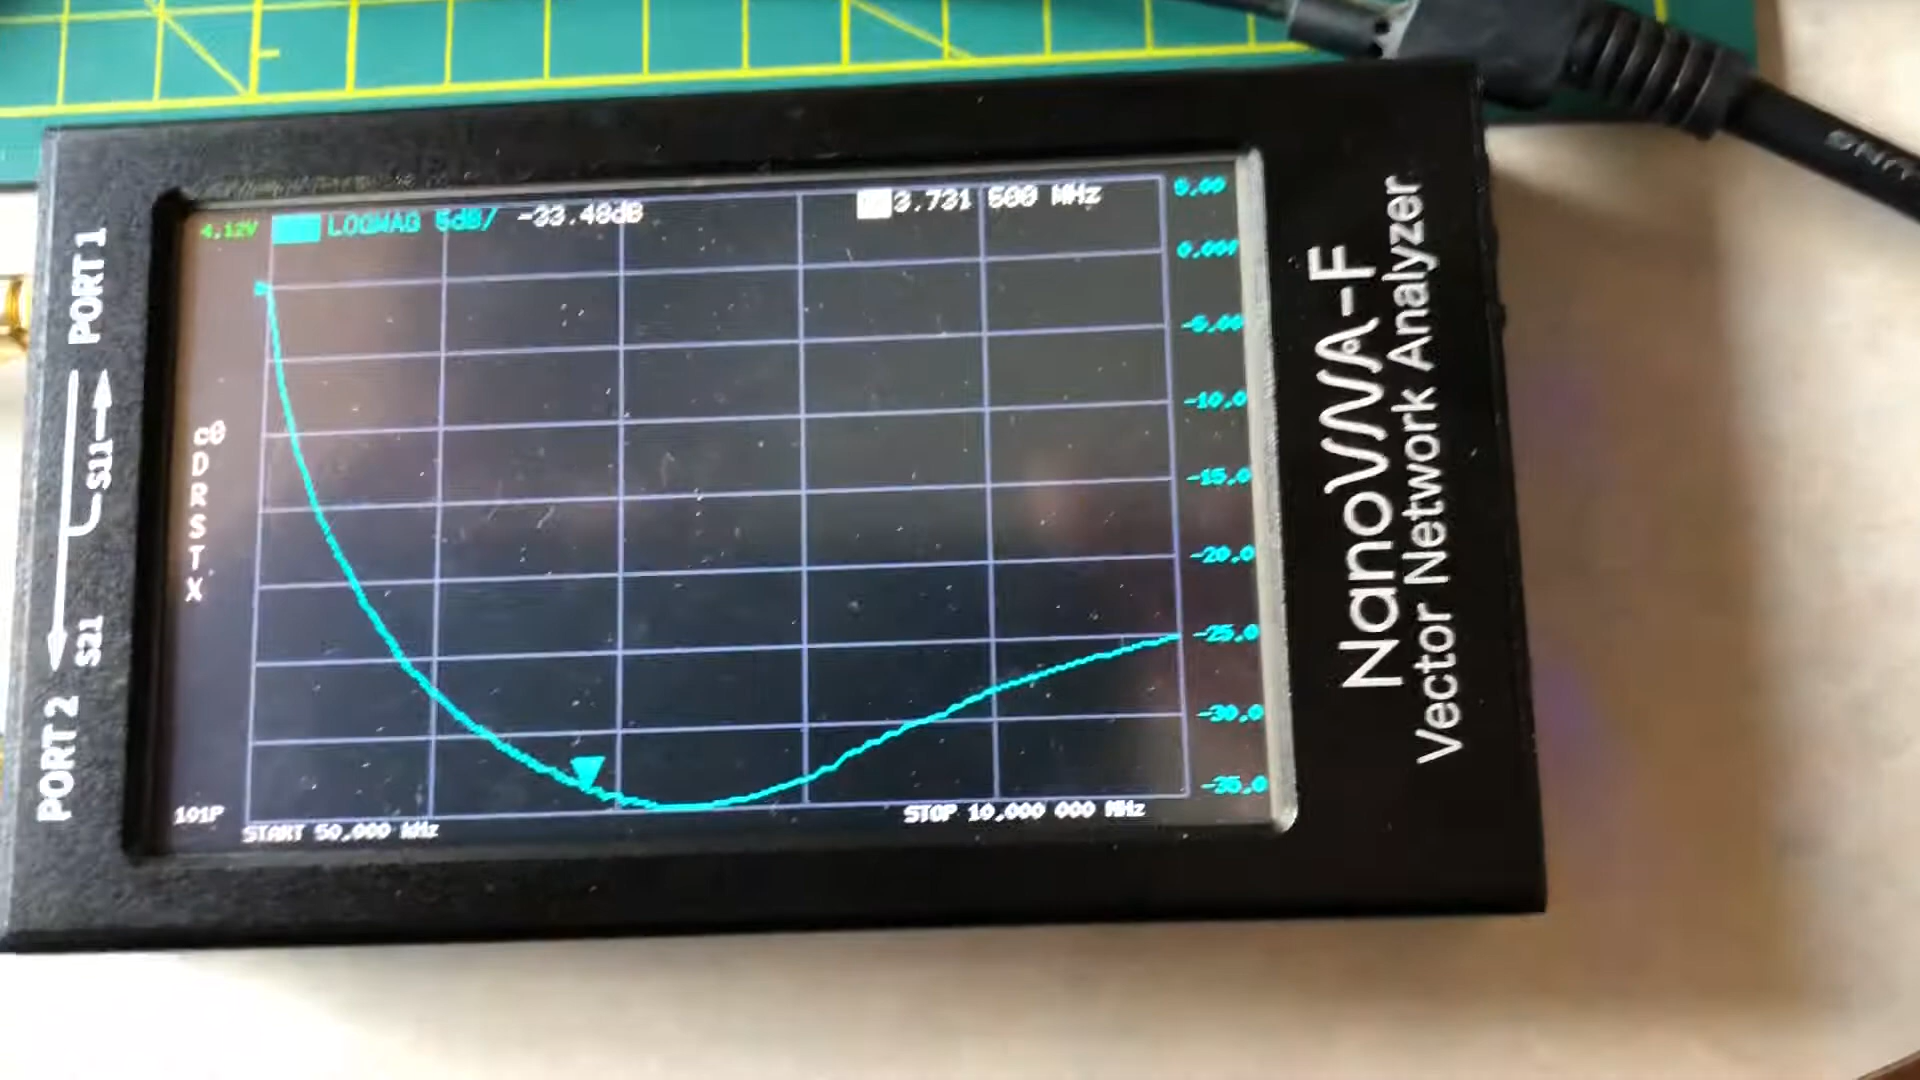 4.12V
LOGMAG 5dB/ -33.48dB
3.731 500 MHz
5.00
0.00
-5.00
-10.0
-15.0
-20.0
-25.0
-30.0
-35.0
c0
D
R
S
T
X
101P
START 50.000 kHz
STOP 10.000 000 MHz
PORT 1
S11
S21
PORT 2
NanoVNA-F
Vector Network Analyzer